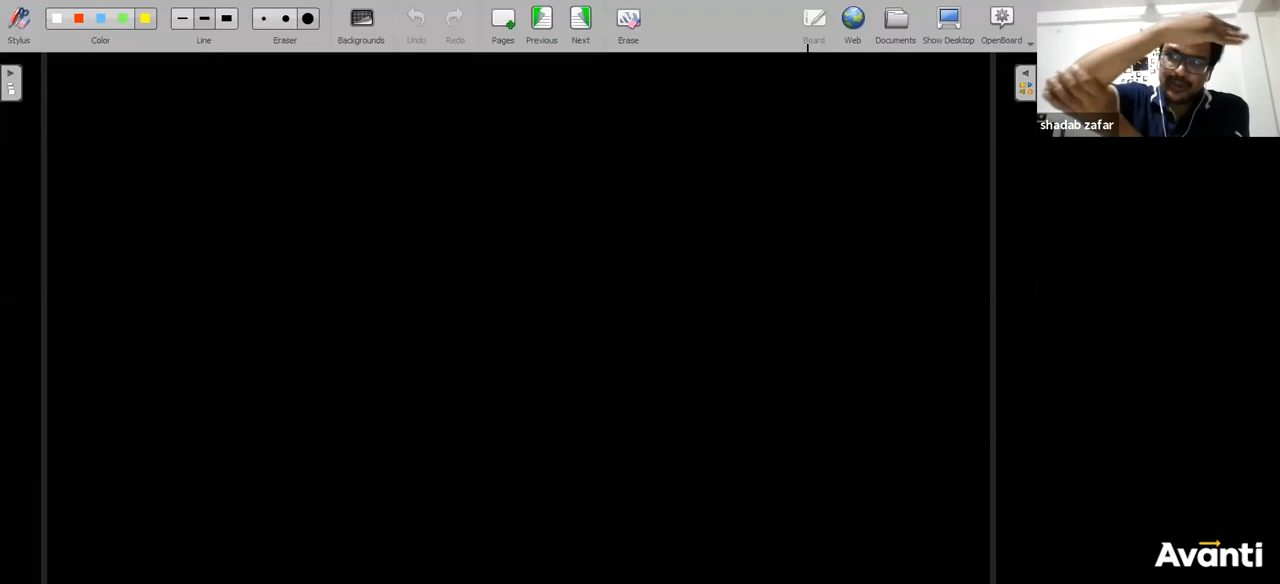 Stylus
Color
Line
Eraser
Backgrounds
Undo
Redo
Pages
Previous
Next
Erase
Board
Web
Documents
Show Desktop
OpenBoard
shadab zafar
Avanti